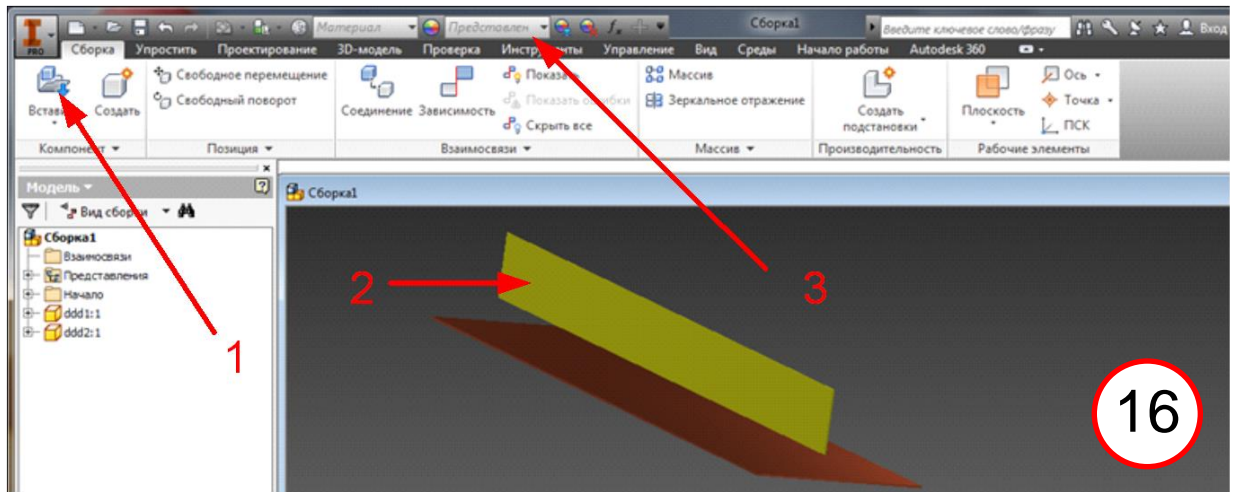 PRO
Материал
Сборка1
Введите ключевое слово/фразу
Вход
Сборка Упростить Проектирование 3D-модель Проверка Управление Вид Среды Начало работы Autodesk 360
Создать
Свободное перемещение
Свободный поворот
Соединение Зависимость
Показать
Показать ошибки
Скрыть все
Массив
Зеркальное отражение
Создать подстановки
Плоскость
Ось
Точка
ПСК
Компонент
Позиция
Взаимосвязи
Массив
Производительность
Рабочие элементы
Модель
Вид сборки
Сборка1
Сборка1
Взаимосвязи
Представления
Начало
ddd1:1
ddd2:1
1
2
3
16